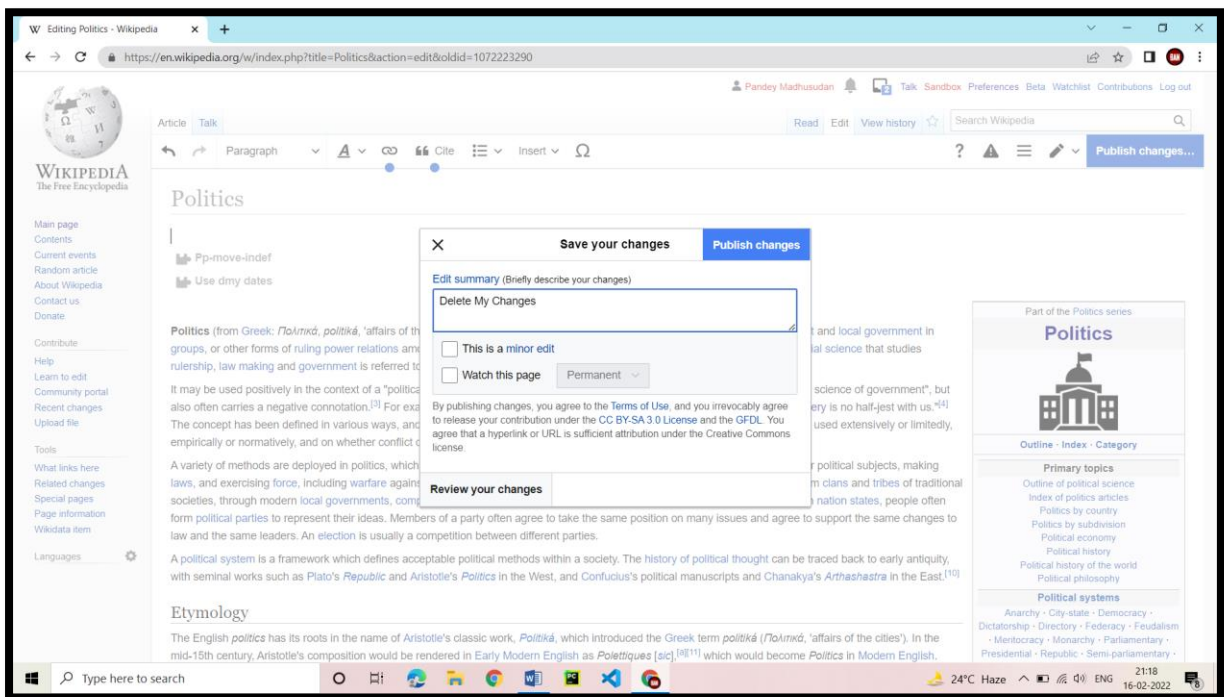 Editing Politics - Wikipedia
https://en.wikipedia.org/w/index.php?title=Politics&action=edit&oldid=1072223290
Pandey Madhusudan 2 Talk Sandbox Preferences Beta Watchlist Contributions Log out
Article Talk Read Edit View history Search Wikipedia
Paragraph A Cite Insert Ω ? Publish changes...
WIKIPEDIA
The Free Encyclopedia
Main page
Contents
Current events
Random article
About Wikipedia
Contact us
Donate
Contribute
Help
Learn to edit
Community portal
Recent changes
Upload file
Tools
What links here
Related changes
Special pages
Page information
Wikidata item
Languages
Politics
Pp-move-indef
Use dmy dates
Save your changes Publish changes
Edit summary (Briefly describe your changes)
Delete My Changes
This is a minor edit
Watch this page Permanent
By publishing changes, you agree to the Terms of Use, and you irrevocably agree
to release your contribution under the CC BY-SA 3.0 License and the GFDL. You
agree that a hyperlink or URL is sufficient attribution under the Creative Commons
license.
Review your changes
Politics (from Greek: Πολιτικά, politiká, 'affairs of th t and local government in
groups, or other forms of ruling power relations am ial science that studies
rulership, law making and government is referred to
It may be used positively in the context of a "politica science of government", but
also often carries a negative connotation.[3] For exa ery is no half-jest with us."[4]
The concept has been defined in various ways, and used extensively or limitedly,
empirically or normatively, and on whether conflict
A variety of methods are deployed in politics, which r political subjects, making
laws, and exercising force, including warfare agains m clans and tribes of traditional
societies, through modern local governments, comp nation states, people often
form political parties to represent their ideas. Members of a party often agree to take the same position on many issues and agree to support the same changes to
law and the same leaders. An election is usually a competition between different parties.
A political system is a framework which defines acceptable political methods within a society. The history of political thought can be traced back to early antiquity,
with seminal works such as Plato's Republic and Aristotle's Politics in the West, and Confucius's political manuscripts and Chanakya's Arthashastra in the East.[10]
Etymology
The English politics has its roots in the name of Aristotle's classic work, Politiká, which introduced the Greek term politiká (Πολιτικά, 'affairs of the cities'). In the
mid-15th century, Aristotle's composition would be rendered in Early Modern English as Polettiques [sic],[a][11] which would become Politics in Modern English.
Part of the Politics series
Politics
Outline · Index · Category
Primary topics
Outline of political science
Index of politics articles
Politics by country
Politics by subdivision
Political economy
Political history
Political history of the world
Political philosophy
Political systems
Anarchy · City-state · Democracy ·
Dictatorship · Directory · Federacy · Feudalism
· Meritocracy · Monarchy · Parliamentary ·
Presidential · Republic · Semi-parliamentary ·
Type here to search 24°C Haze ENG 21:18
16-02-2022 8